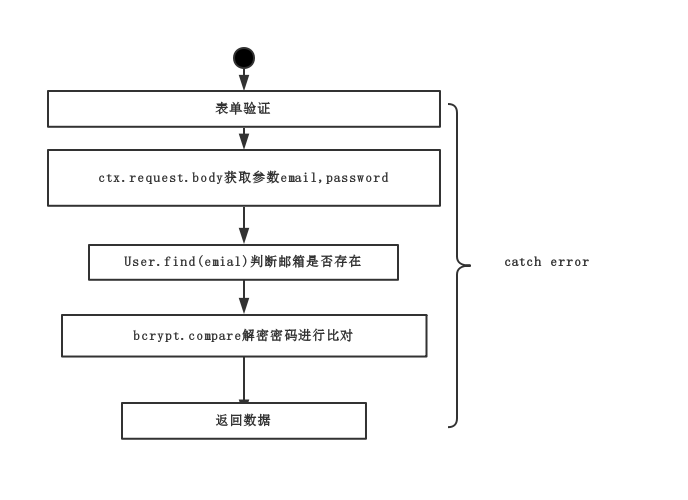 表单验证
ctx.request.body获取参数email,password
User.find(emial)判断邮箱是否存在
catch error
bcrypt.compare解密密码进行比对
返回数据